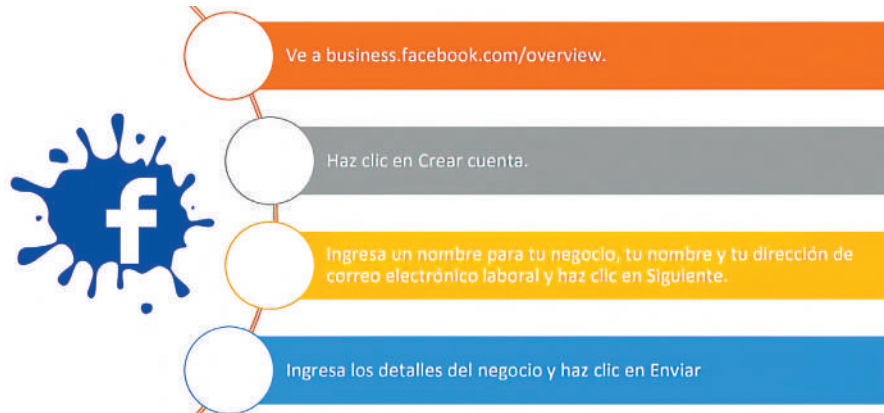 Ve a business.facebook.com/overview.
Haz clic en Crear cuenta.
Ingresa un nombre para tu negocio, tu nombre y tu dirección de
correo electrónico laboral y haz clic en Siguiente.
Ingresa los detalles del negocio y haz clic en Enviar